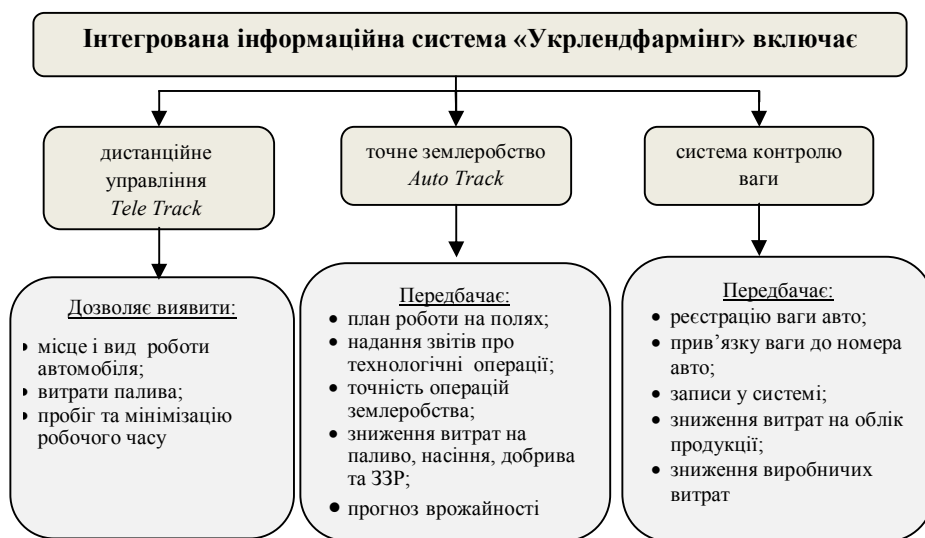 Інтегрована інформаційна система «Укрлендфармінг» включає
дистанційне
управління
Tele Track
точне землеробство
Auto Track
система контролю
ваги
Дозволяє виявити:
• місце і вид роботи
автомобіля;
• витрати палива;
• пробіг та мінімізацію
робочого часу
Передбачає:
• план роботи на полях;
• надання звітів про
технологічні операції;
• точність операцій
землеробства;
• зниження витрат на
паливо, насіння, добрива
та ЗЗР;
• прогноз врожайності
Передбачає:
• реєстрацію ваги авто;
• прив’язку ваги до номера
авто;
• записи у системі;
• зниження витрат на облік
продукції;
• зниження виробничих
витрат